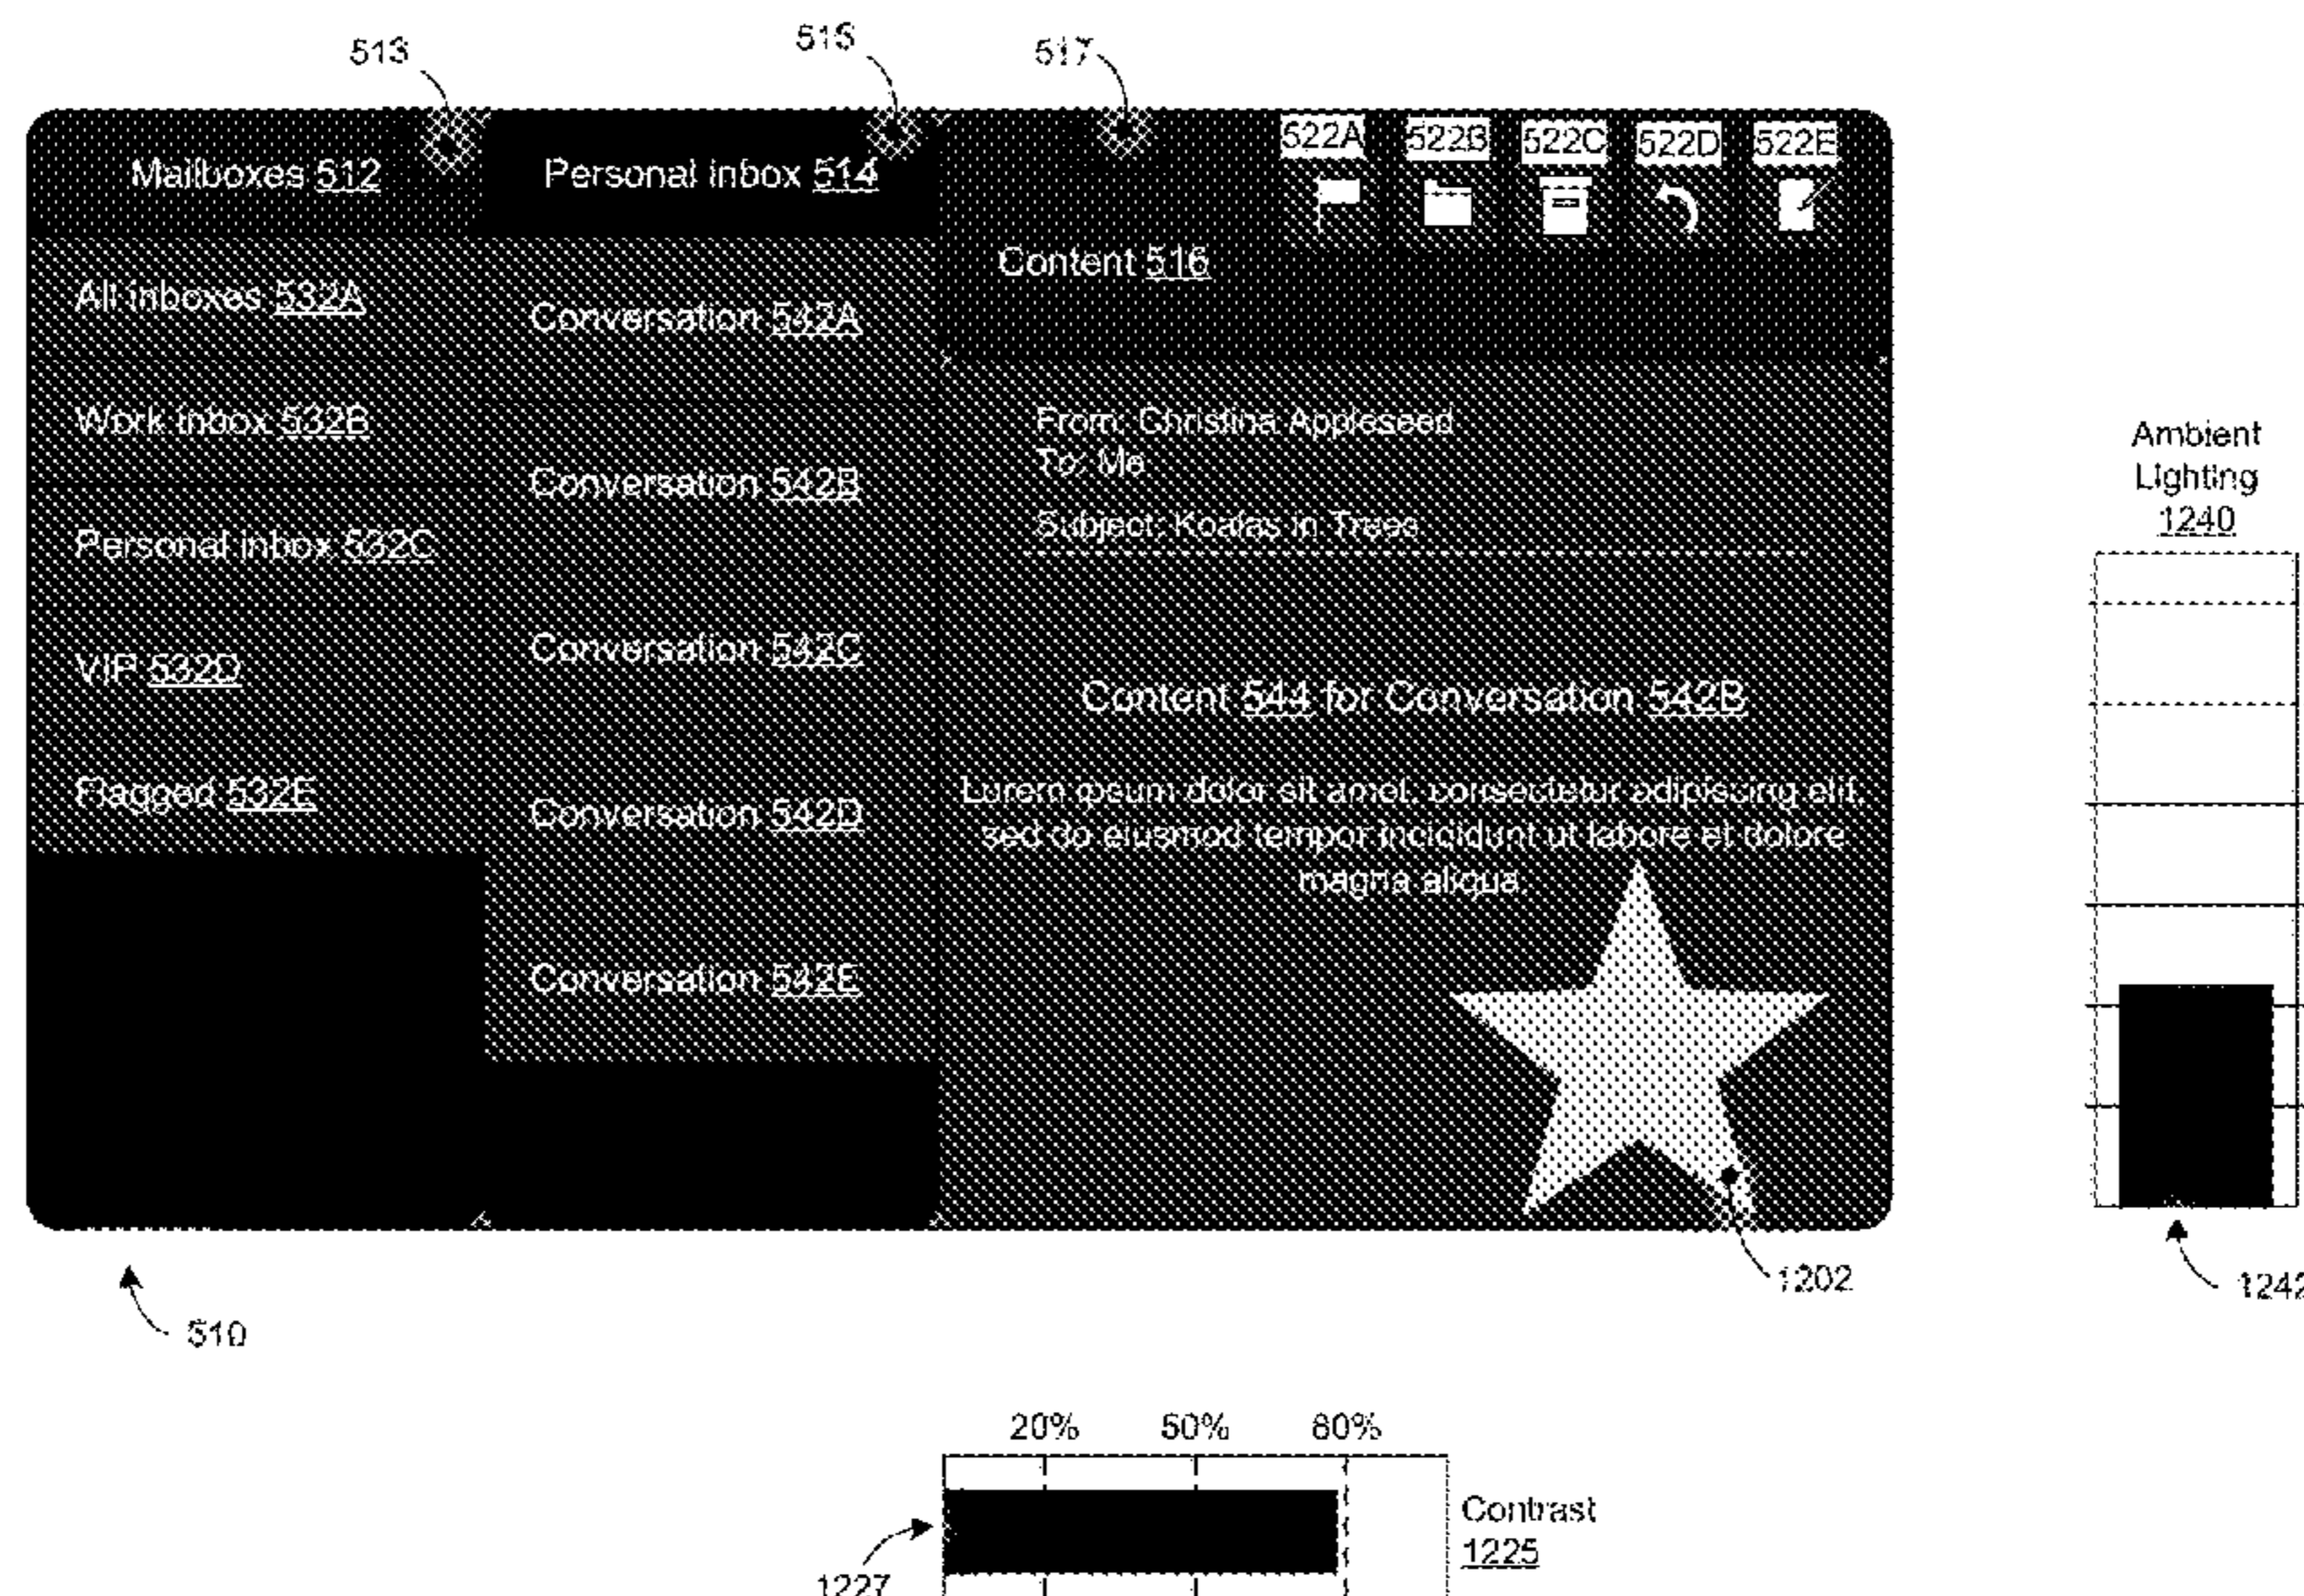 513
515
517
522A 522B 522C 522D 522E
Mailboxes 512
Personal inbox 514
Content 516
All inboxes 532A
Work inbox 532B
Personal inbox 532C
VIP 532D
Flagged 532E
Conversation 542A
Conversation 542B
Conversation 542C
Conversation 542D
Conversation 542E
From: Christina Appleseed
To: Me
Subject: Koalas in Trees
Content 544 for Conversation 542B
Lorem ipsum dolor sit amet, consectetur adipiscing elit,
sed do eiusmod tempor incididunt ut labore et dolore
magna aliqua.
Ambient
Lighting
1240
1202
1242
510
20% 50% 80%
Contrast
1225
1227